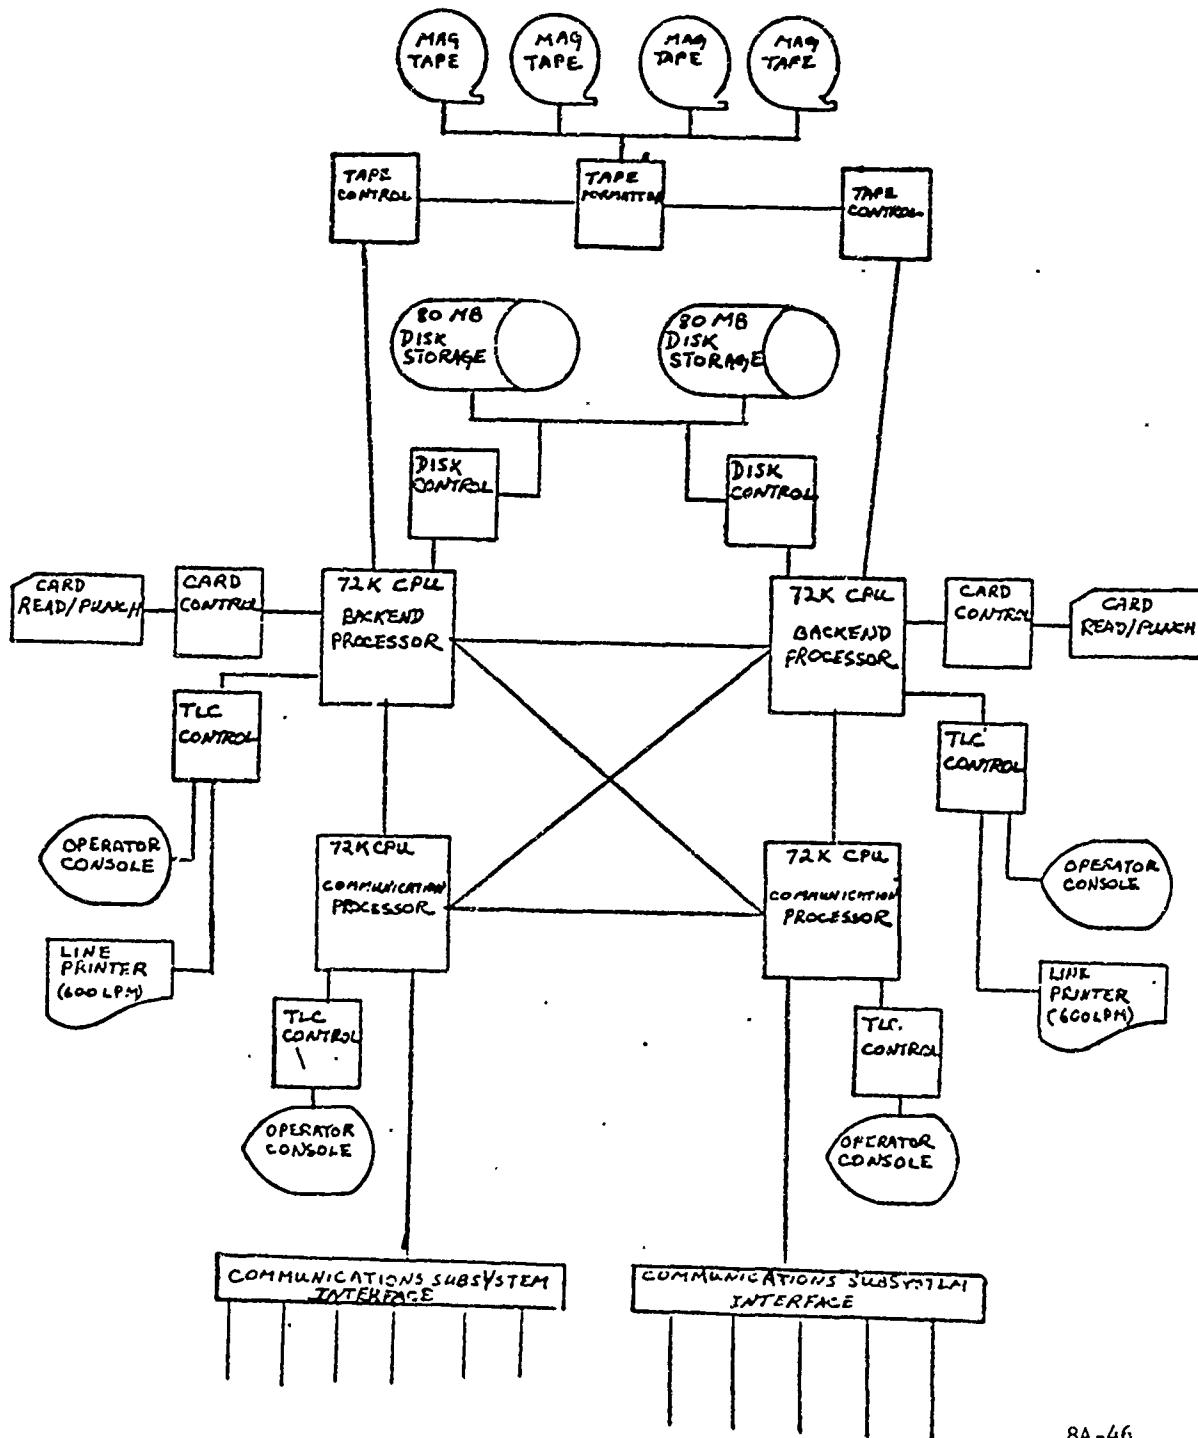 MAG
TAPE
MAG
TAPE
MAG
TAPE
MAG
TAPE
TAPE
CONTROL
TAPE
FORMATTER
TAPE
CONTROL
80 MB
DISK
STORAGE
80 MB
DISK
STORAGE
DISK
CONTROL
DISK
CONTROL
CARD
READ/PUNCH
CARD
CONTROL
72K CPU
BACKEND
PROCESSOR
72K CPU
BACKEND
PROCESSOR
CARD
CONTROL
CARD
READ/PUNCH
TLC
CONTROL
TLC
CONTROL
OPERATOR
CONSOLE
72K CPU
COMMUNICATION
PROCESSOR
72K CPU
COMMUNICATION
PROCESSOR
OPERATOR
CONSOLE
LINE
PRINTER
(600 LPM)
LINE
PRINTER
(600 LPM)
TLC
CONTROL
TLC.
CONTROL
OPERATOR
CONSOLE
OPERATOR
CONSOLE
COMMUNICATIONS SUBSYSTEM
INTERFACE
COMMUNICATIONS SUBSYSTEM
INTERFACE
8A-46